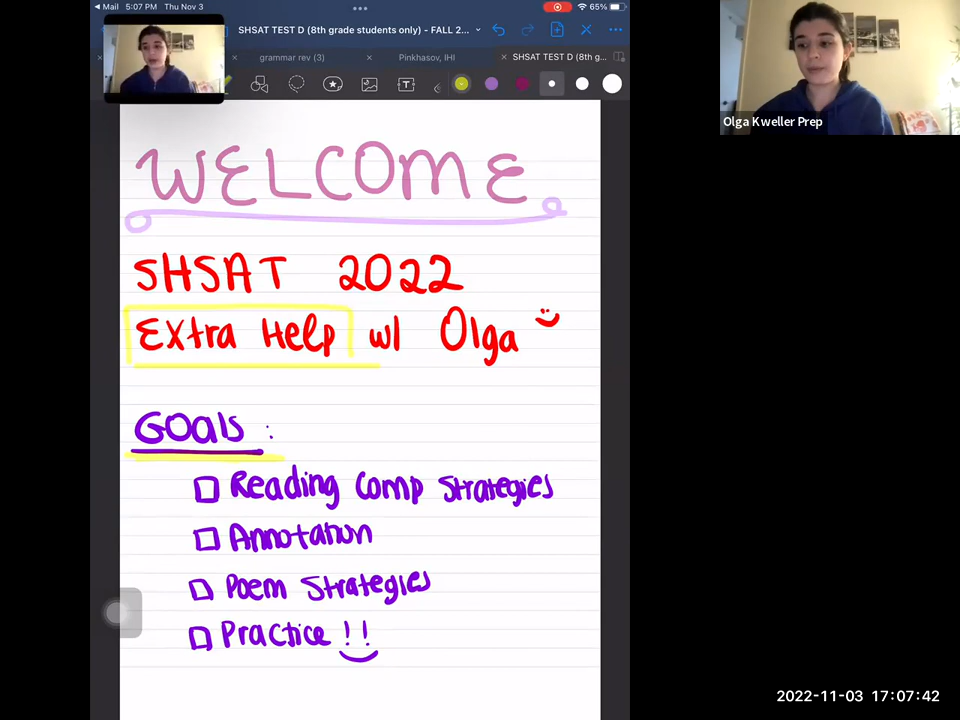 Mail 5:07 PM Thu Nov 3 65%
SHSAT TEST D (8th grade students only) - FALL 2...
grammar rev (3) Pinkhasov, IHI SHSAT TEST D (8th g...
WELCOME
SHSAT 2022
Extra Help w/ Olga
Goals:
Reading Comp Strategies
Annotation
Poem Strategies
Practice !!
Olga Kweller Prep
2022-11-03 17:07:42